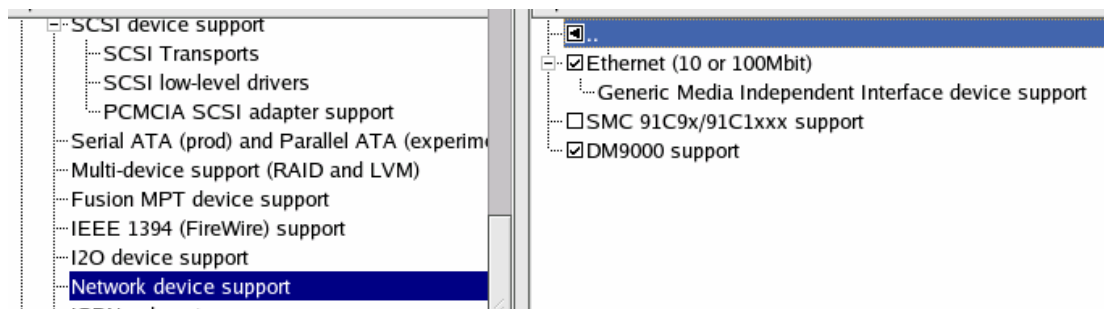 SCSI device support
SCSI Transports
SCSI low-level drivers
PCMCIA SCSI adapter support
Serial ATA (prod) and Parallel ATA (experim
Multi-device support (RAID and LVM)
Fusion MPT device support
IEEE 1394 (FireWire) support
I2O device support
Network device support
..
Ethernet (10 or 100Mbit)
Generic Media Independent Interface device support
SMC 91C9x/91C1xxx support
DM9000 support